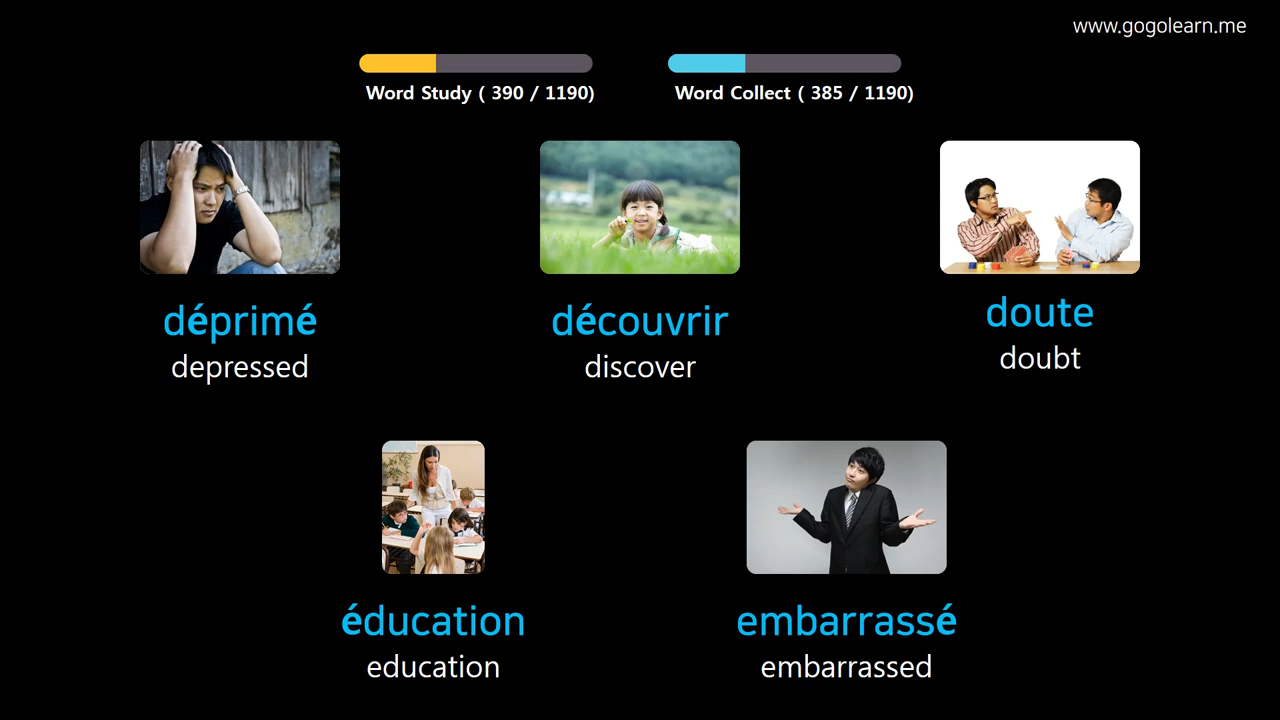 www.gogolearn.me
Word Study ( 390 / 1190)
Word Collect ( 385 / 1190)
déprimé
depressed
découvrir
discover
doute
doubt
éducation
education
embarrassé
embarrassed